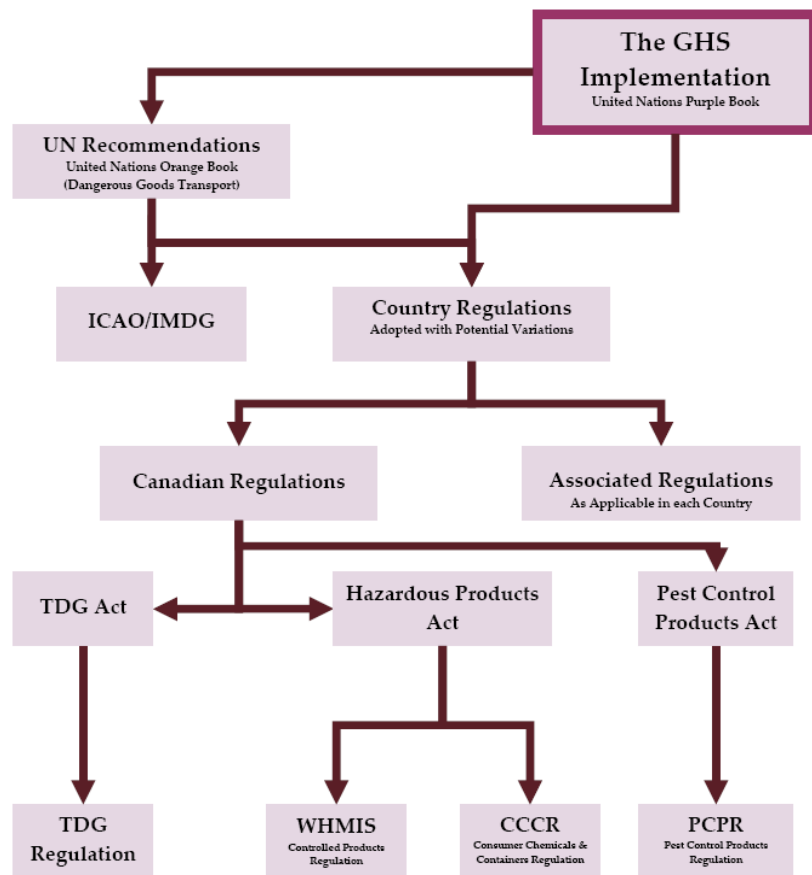 The GHS
Implementation
United Nations Purple Book
UN Recommendations
United Nations Orange Book
(Dangerous Goods Transport)
ICAO/IMDG
Country Regulations
Adopted with Potential Variations
Canadian Regulations
Associated Regulations
As Applicable in each Country
TDG Act
Hazardous Products
Act
Pest Control
Products Act
TDG
Regulation
WHMIS
Controlled Products
Regulation
CCCR
Consumer Chemicals &
Containers Regulation
PCPR
Pest Control Products
Regulation